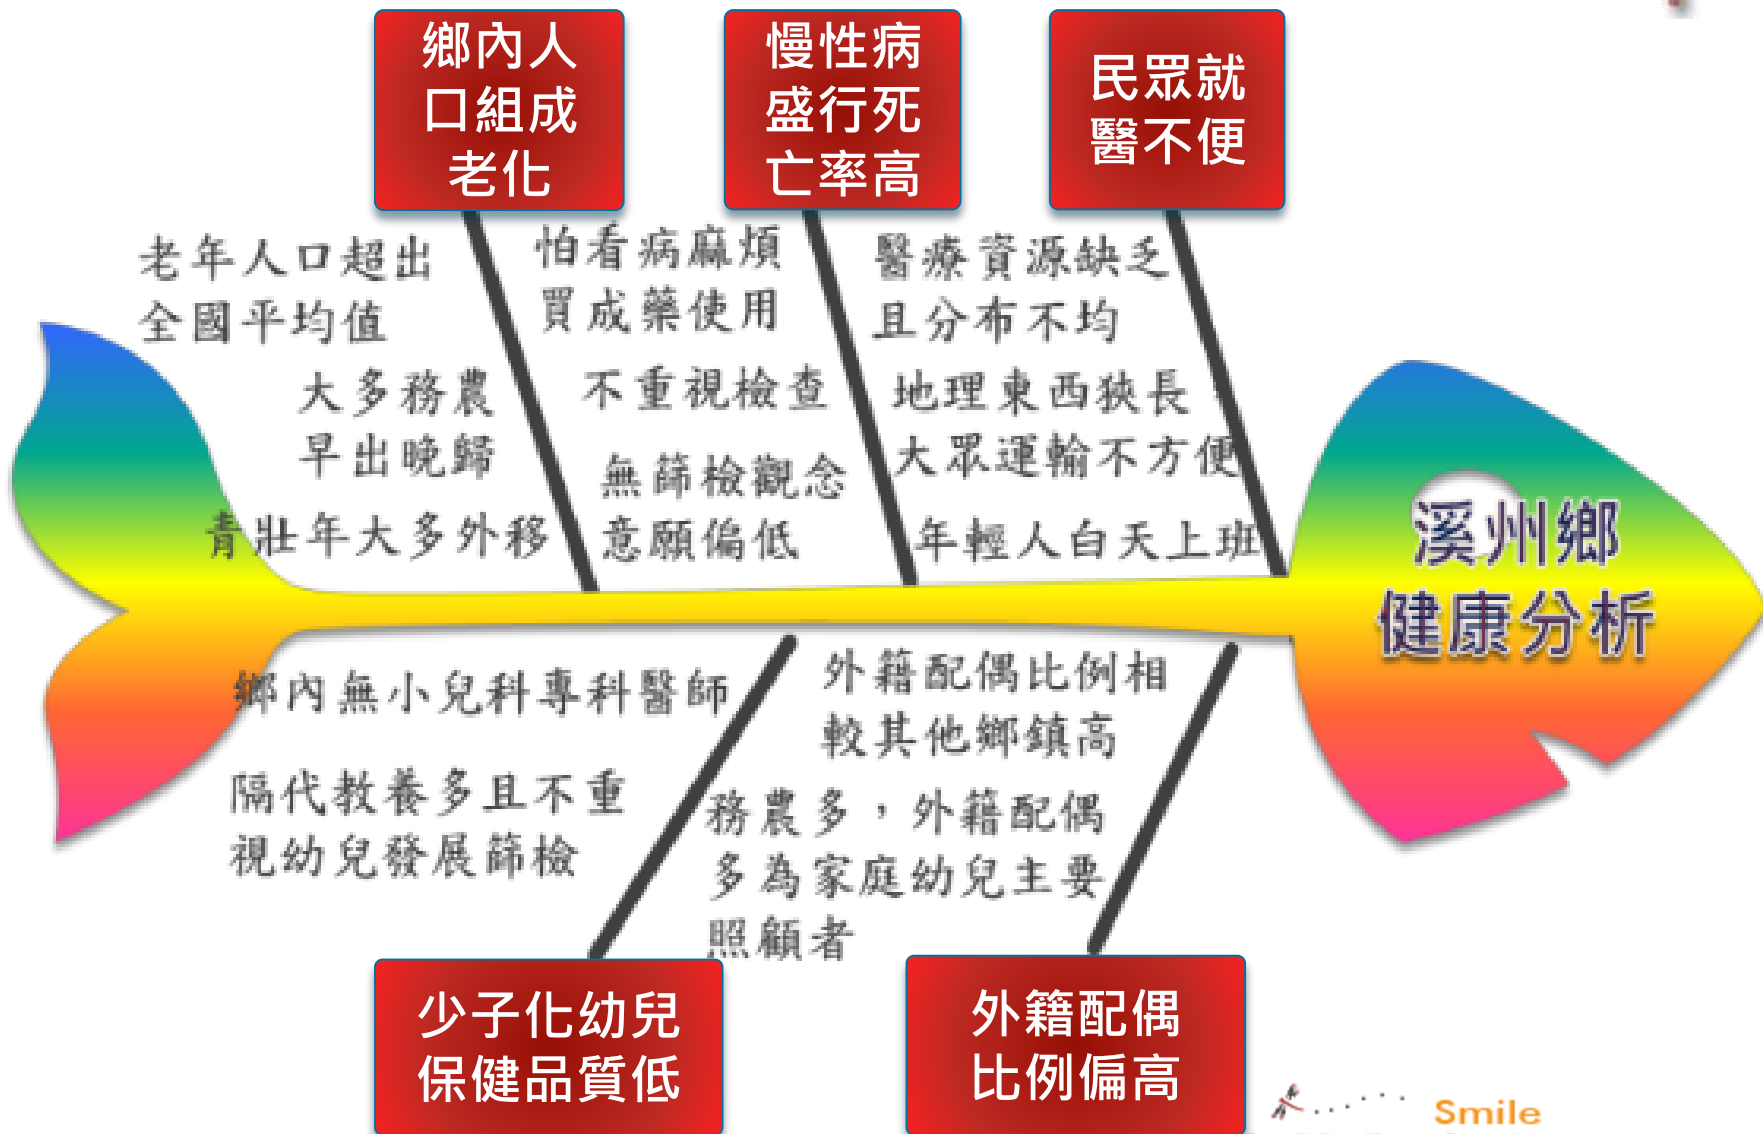 鄉內人
口組成
老化
老年人口超出
全國平均值
大多務農
早出晚歸
青壯年大多外移
慢性病
盛行死
亡率高
怕看病麻煩
買成藥使用
不重視檢查
無篩檢觀念
意願偏低
民眾就
醫不便
醫療資源缺乏
且分布不均
地理東西狹長
大眾運輸不方便
年輕人白天上班
溪州鄉
健康分析
鄉內無小兒科專科醫師
隔代教養多且不重
視幼兒發展篩檢
少子化幼兒
保健品質低
外籍配偶比例相
較其他鄉鎮高
務農多，外籍配偶
多為家庭幼兒主要
照顧者
外籍配偶
比例偏高
Smile